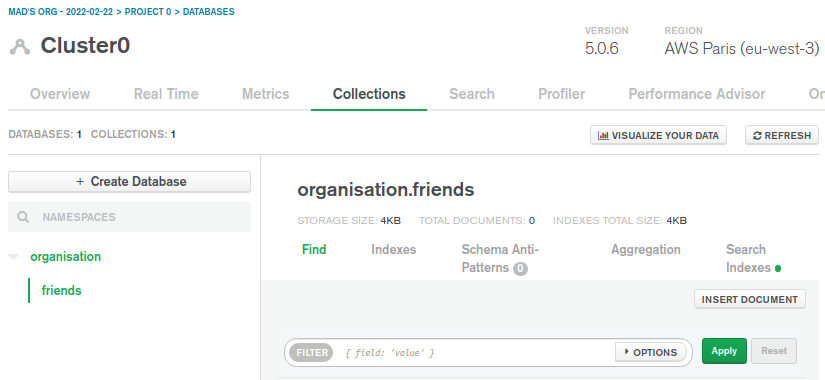 MAD'S ORG - 2022-02-22 > PROJECT 0 > DATABASES
Cluster0
VERSION
5.0.6
REGION
AWS Paris (eu-west-3)
Overview Real Time Metrics Collections Search Profiler Performance Advisor On
DATABASES: 1 COLLECTIONS: 1
VISUALIZE YOUR DATA
REFRESH
+ Create Database
NAMESPACES
organisation
friends
organisation.friends
STORAGE SIZE: 4KB TOTAL DOCUMENTS: 0 INDEXES TOTAL SIZE: 4KB
Find
Indexes
Schema Anti-
Patterns 0
Aggregation
Search
Indexes
INSERT DOCUMENT
FILTER { field: 'value' } OPTIONS Apply Reset